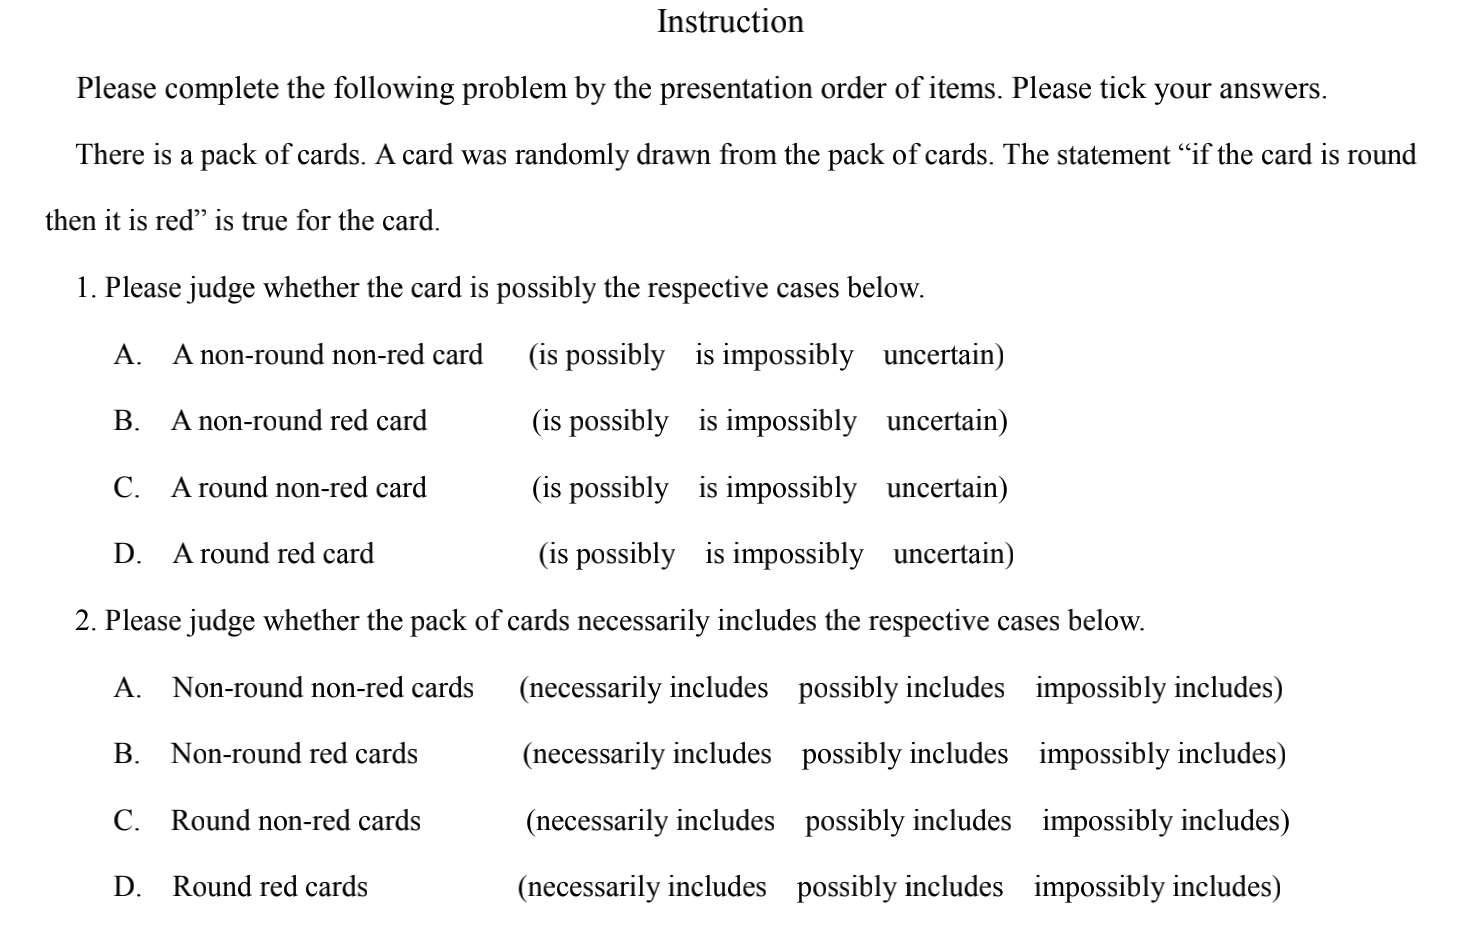 Instruction
Please complete the following problem by the presentation order of items. Please tick your answers.
There is a pack of cards. A card was randomly drawn from the pack of cards. The statement “if the card is round
then it is red” is true for the card.
1. Please judge whether the card is possibly the respective cases below.
A. A non-round non-red card (is possibly is impossibly uncertain)
B. A non-round red card (is possibly is impossibly uncertain)
C. A round non-red card (is possibly is impossibly uncertain)
D. A round red card (is possibly is impossibly uncertain)
2. Please judge whether the pack of cards necessarily includes the respective cases below.
A. Non-round non-red cards (necessarily includes possibly includes impossibly includes)
B. Non-round red cards (necessarily includes possibly includes impossibly includes)
C. Round non-red cards (necessarily includes possibly includes impossibly includes)
D. Round red cards (necessarily includes possibly includes impossibly includes)